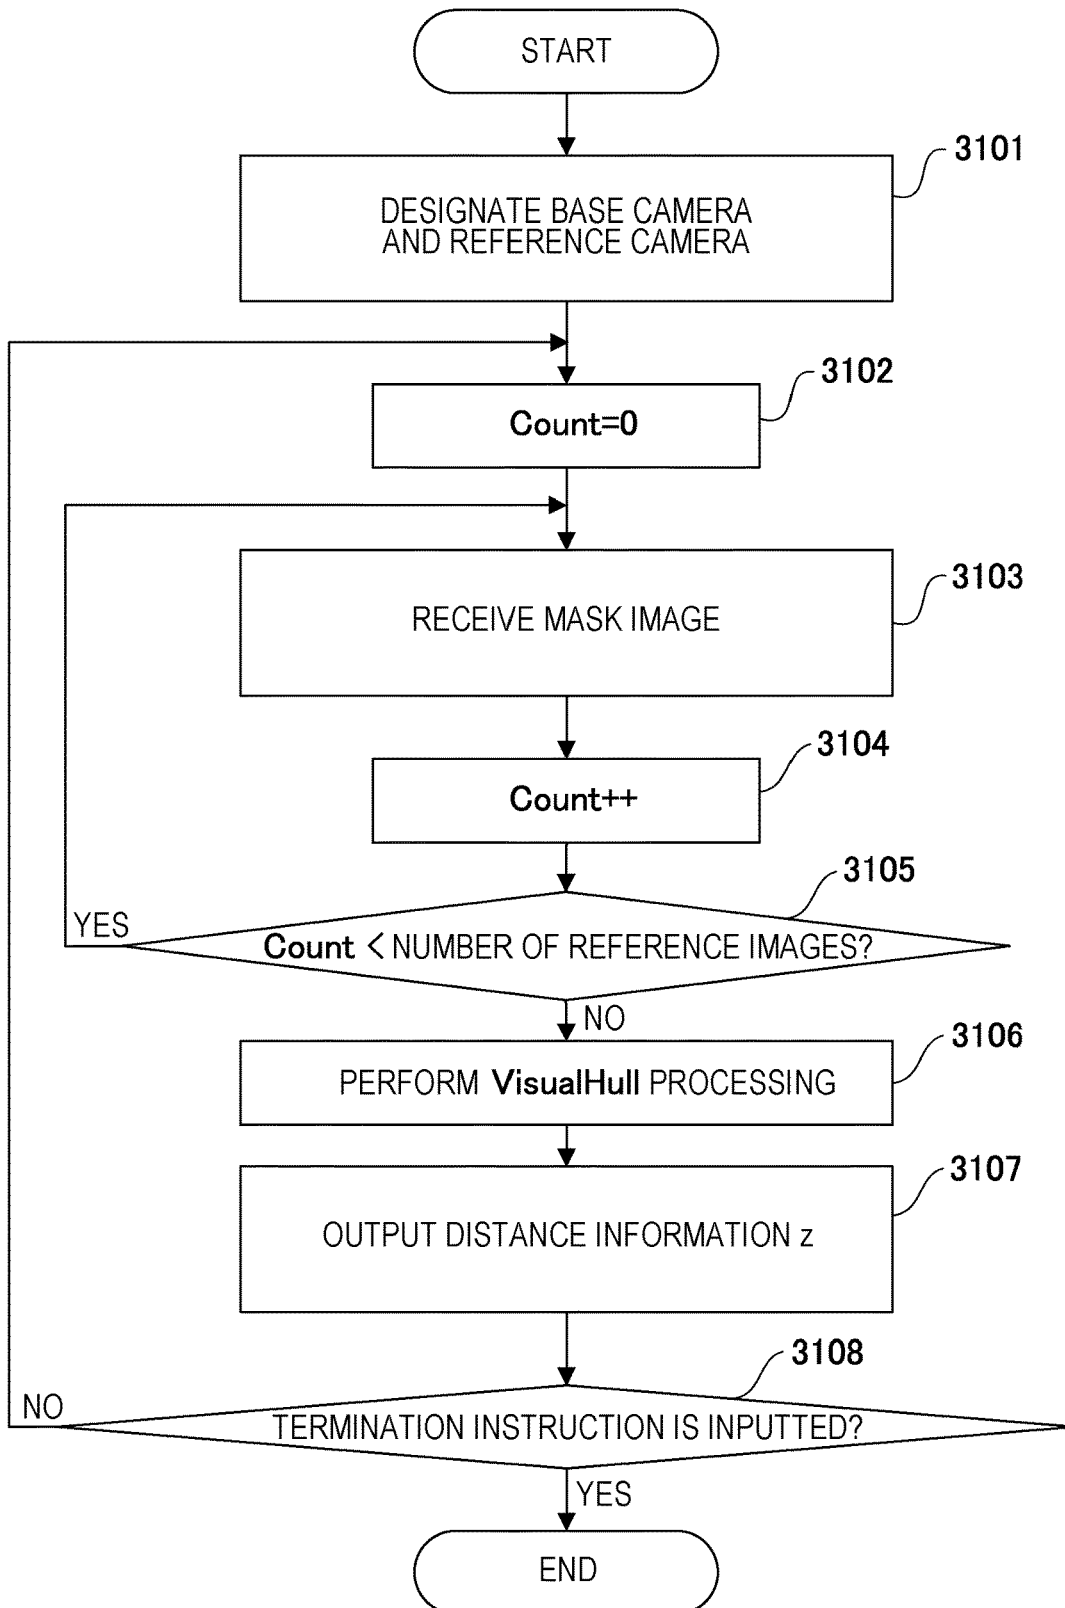 START
3101
DESIGNATE BASE CAMERA
AND REFERENCE CAMERA
3102
Count=0
3103
RECEIVE MASK IMAGE
3104
Count++
3105
YES
Count < NUMBER OF REFERENCE IMAGES?
NO
3106
PERFORM VisualHull PROCESSING
3107
OUTPUT DISTANCE INFORMATION z
3108
NO
TERMINATION INSTRUCTION IS INPUTTED?
YES
END